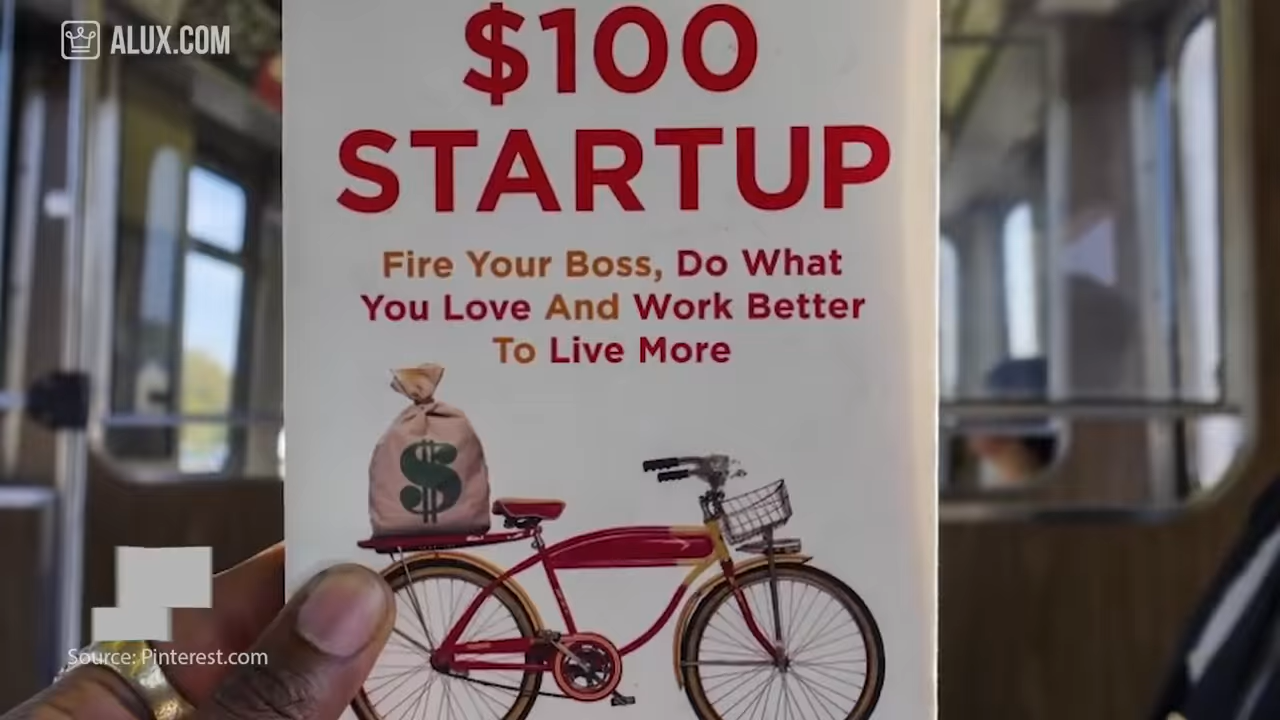 ALUX.COM
$100
STARTUP
Fire Your Boss, Do What
You Love And Work Better
To Live More
$
Source: Pinterest.com